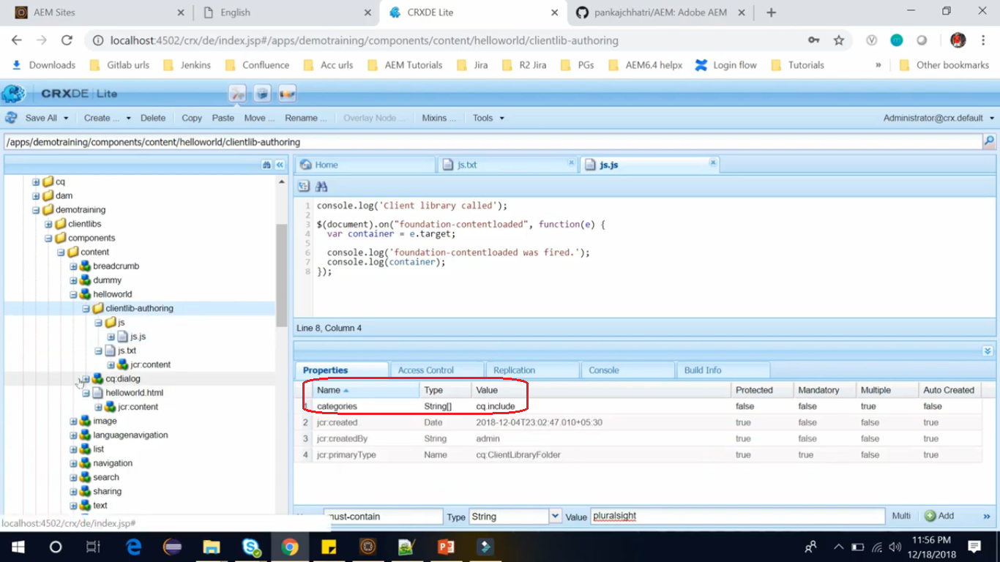 AEM Sites
English
CRXDE Lite
pankajchhatri/AEM: Adobe AEM
localhost:4502/crx/de/index.jsp#/apps/demotraining/components/content/helloworld/clientlib-authoring
Downloads Gitlab urls Jenkins Confluence Acc urls AEM Tutorials Jira R2 Jira PGs AEM6.4 helpx Login flow Tutorials » Other bookmarks
CRXDE | Lite
Save All Create ... Delete Copy Paste Move ... Rename ... Overlay Node ... Mixins ... Tools Administrator@crx.default
/apps/demotraining/components/content/helloworld/clientlib-authoring
cq
dam
demotraining
clientlibs
components
content
breadcrumb
dummy
helloworld
clientlib-authoring
js
js.js
js.txt
jcr:content
cq:dialog
helloworld.html
jcr:content
image
languagenavigation
list
navigation
search
sharing
text
localhost:4502/crx/de/index.jsp#
Home js.txt js.js
1 console.log('Client library called');
2
3 $(document).on("foundation-contentloaded", function(e) {
4 var container = e.target;
5
6 console.log('foundation-contentloaded was fired.');
7 console.log(container);
8 });
Line 8, Column 4
Properties Access Control Replication Console Build Info
Name Type Value Protected Mandatory Multiple Auto Created
1 categories String[] cq.include false false true false
2 jcr:created Date 2018-12-04T23:02:47.010+05:30 true false false true
3 jcr:createdBy String admin true false false true
4 jcr:primaryType Name cq:ClientLibraryFolder true true false true
must-contain Type String Value pluralsight Multi Add »
11:56 PM
12/18/2018